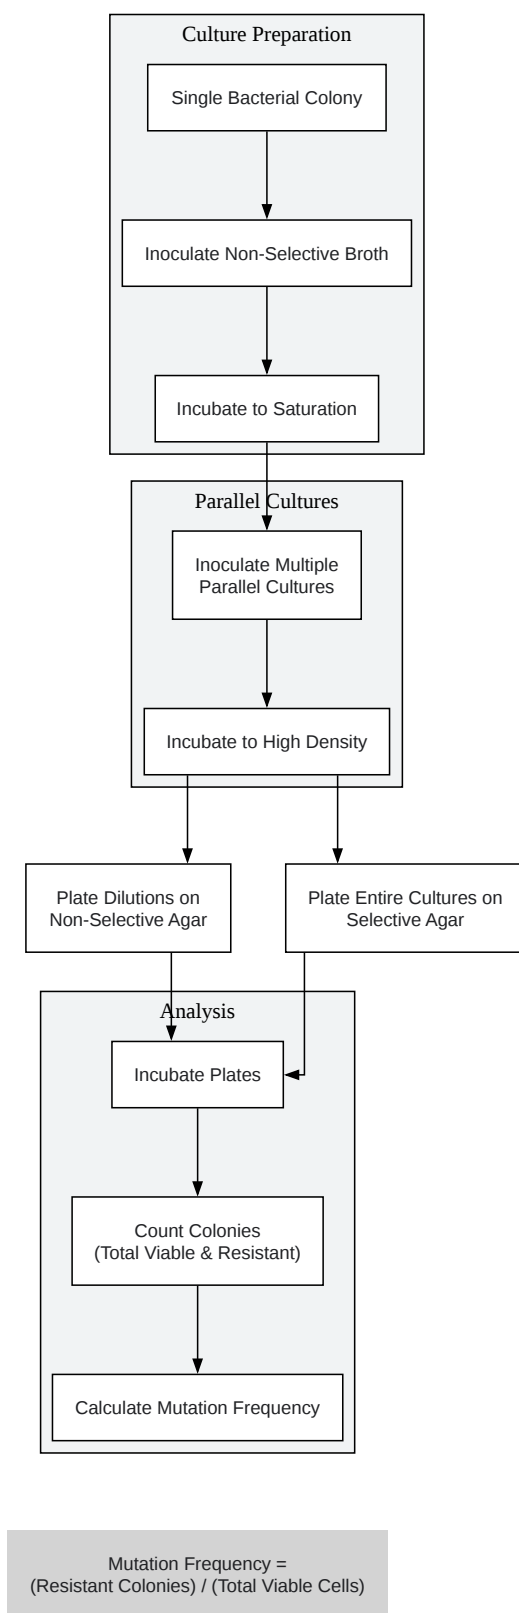 Culture Preparation
Single Bacterial Colony
Inoculate Non-Selective Broth
Incubate to Saturation
Parallel Cultures
Inoculate Multiple
Parallel Cultures
Incubate to High Density
Plate Dilutions on
Non-Selective Agar
Plate Entire Cultures on
Selective Agar
Analysis
Incubate Plates
Count Colonies
(Total Viable & Resistant)
Calculate Mutation Frequency
Mutation Frequency =
(Resistant Colonies) / (Total Viable Cells)